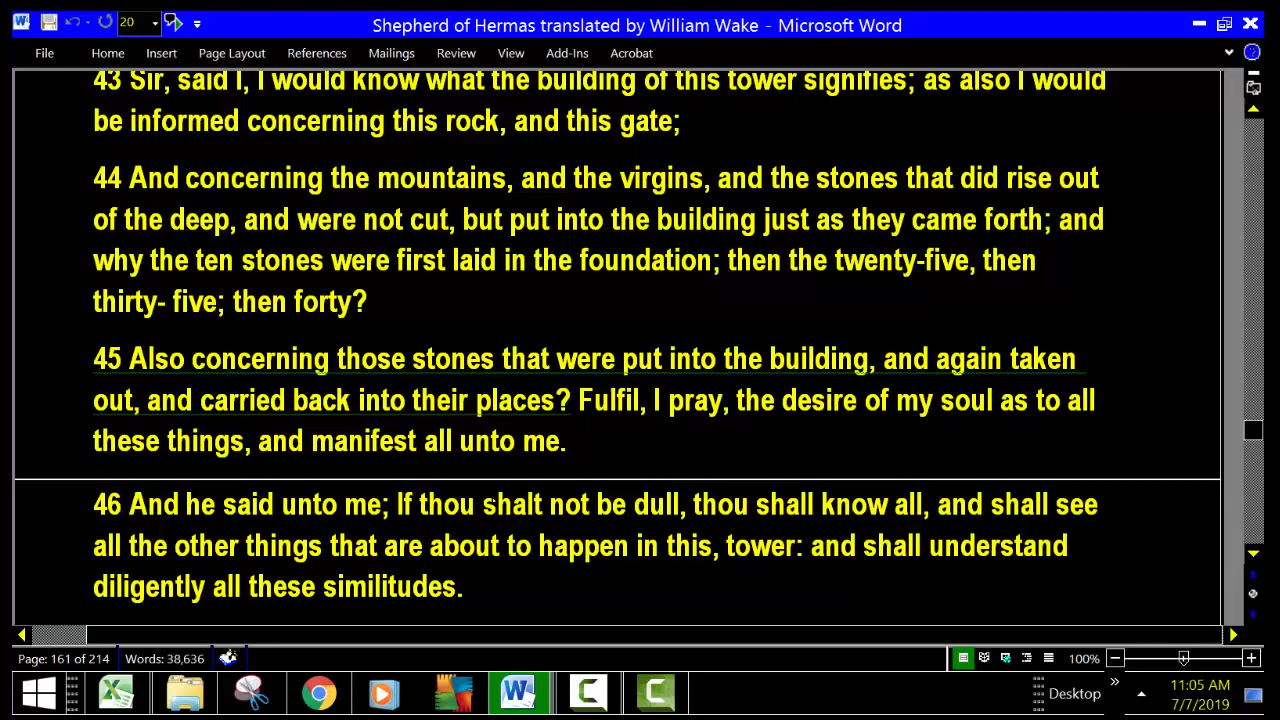 20
Shepherd of Hermas translated by William Wake - Microsoft Word
File Home Insert Page Layout References Mailings Review View Add-Ins Acrobat
43 Sir, said I, I would know what the building of this tower signifies; as also I would
be informed concerning this rock, and this gate;
44 And concerning the mountains, and the virgins, and the stones that did rise out
of the deep, and were not cut, but put into the building just as they came forth; and
why the ten stones were first laid in the foundation; then the twenty-five, then
thirty- five; then forty?
45 Also concerning those stones that were put into the building, and again taken
out, and carried back into their places? Fulfil, I pray, the desire of my soul as to all
these things, and manifest all unto me.
46 And he said unto me; If thou shalt not be dull, thou shall know all, and shall see
all the other things that are about to happen in this, tower: and shall understand
diligently all these similitudes.
Page: 161 of 214 Words: 38,636 100%
Desktop
11:05 AM
7/7/2019